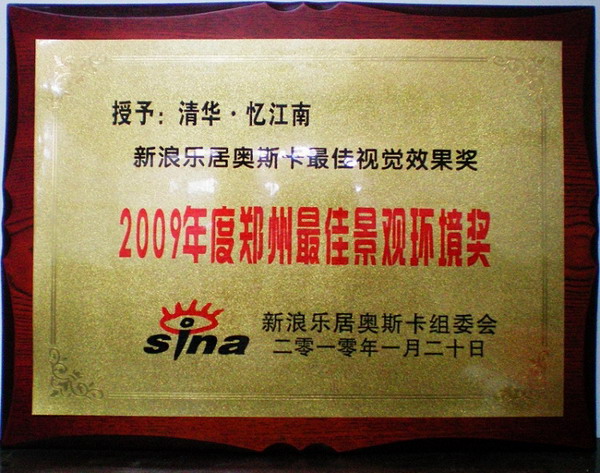 授予：清华·忆江南
新浪乐居奥斯卡最佳视觉效果奖
2009年度郑州最佳景观环境奖
sina
新浪乐居奥斯卡组委会
二零一零年一月二十日